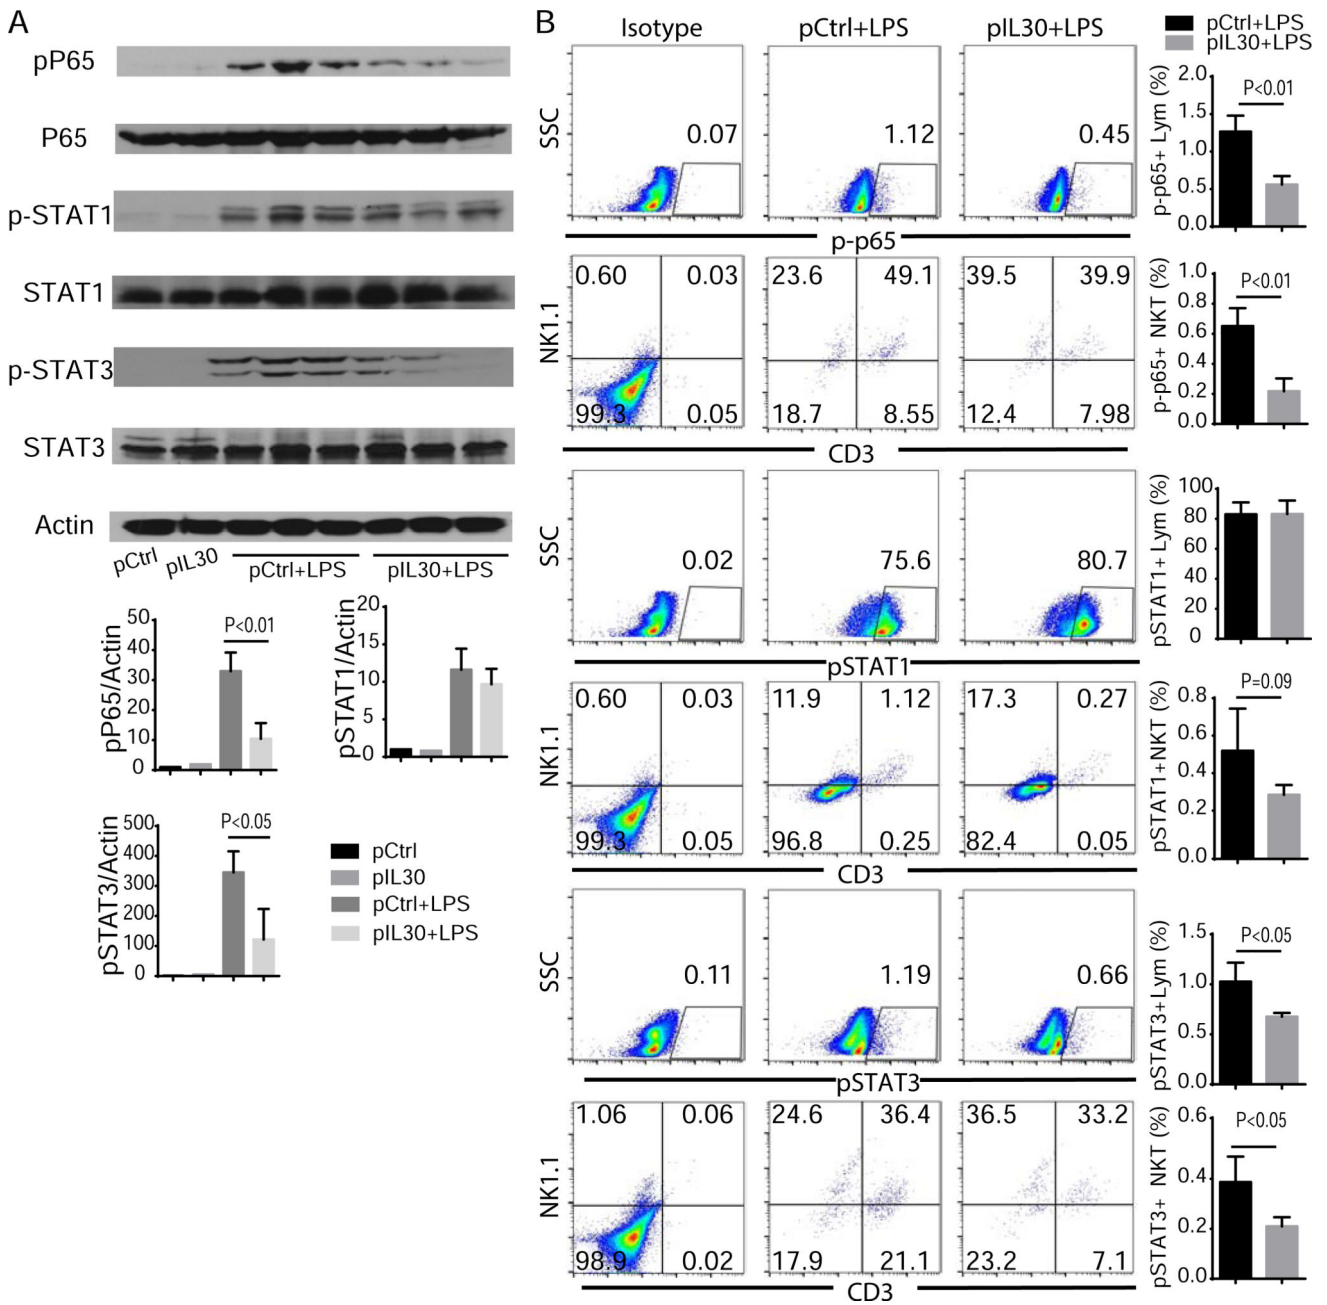 A
pP65
P65
p-STAT1
STAT1
p-STAT3
STAT3
Actin
pCtrl pIL30 pCtrl+LPS pIL30+LPS
pP65/Actin
50
40
30
20
10
0
P<0.01
pSTAT1/Actin
20
15
10
5
0
pSTAT3/Actin
500
400
300
200
100
0
P<0.05
pCtrl
pIL30
pCtrl+LPS
pIL30+LPS
B
Isotype pCtrl+LPS pIL30+LPS
pCtrl+LPS
pIL30+LPS
SSC
0.07 1.12 0.45
p-p65
p-p65+ Lym (%)
2.0
1.5
1.0
0.5
0.0
P<0.01
NK1.1
0.60 0.03 23.6 49.1 39.5 39.9
99.3 0.05 18.7 8.55 12.4 7.98
CD3
p-p65+ NKT (%)
1.0
0.8
0.6
0.4
0.2
0.0
P<0.01
SSC
0.02 75.6 80.7
pSTAT1
pSTAT1+ Lym (%)
100
80
60
40
20
0
NK1.1
0.60 0.03 11.9 1.12 17.3 0.27
99.3 0.05 96.8 0.25 82.4 0.05
CD3
pSTAT1+NKT (%)
0.8
0.6
0.4
0.2
0.0
P=0.09
SSC
0.11 1.19 0.66
pSTAT3
pSTAT3+Lym (%)
1.5
1.0
0.5
0.0
P<0.05
NK1.1
1.06 0.06 24.6 36.4 36.5 33.2
98.9 0.02 17.9 21.1 23.2 7.1
CD3
pSTAT3+ NKT (%)
0.6
0.4
0.2
0.0
P<0.05